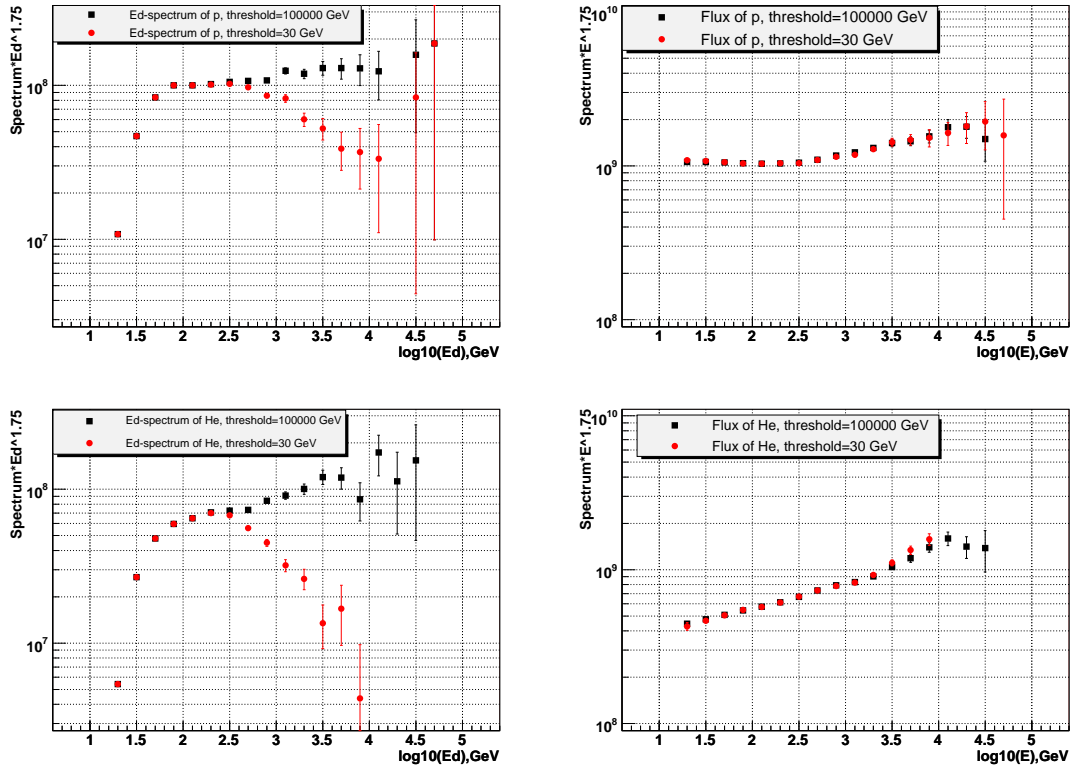 Spectrum*Ed^1.75
Ed-spectrum of p, threshold=100000 GeV
Ed-spectrum of p, threshold=30 GeV
10^8
10^7
1 1.5 2 2.5 3 3.5 4 4.5 5
log10(Ed),GeV
Spectrum*E^1.75
Flux of p, threshold=100000 GeV
Flux of p, threshold=30 GeV
10^10
10^9
10^8
1 1.5 2 2.5 3 3.5 4 4.5 5
log10(E),GeV
Spectrum*Ed^1.75
Ed-spectrum of He, threshold=100000 GeV
Ed-spectrum of He, threshold=30 GeV
10^8
10^7
1 1.5 2 2.5 3 3.5 4 4.5 5
log10(Ed),GeV
Spectrum*E^1.75
Flux of He, threshold=100000 GeV
Flux of He, threshold=30 GeV
10^10
10^9
10^8
1 1.5 2 2.5 3 3.5 4 4.5 5
log10(E),GeV